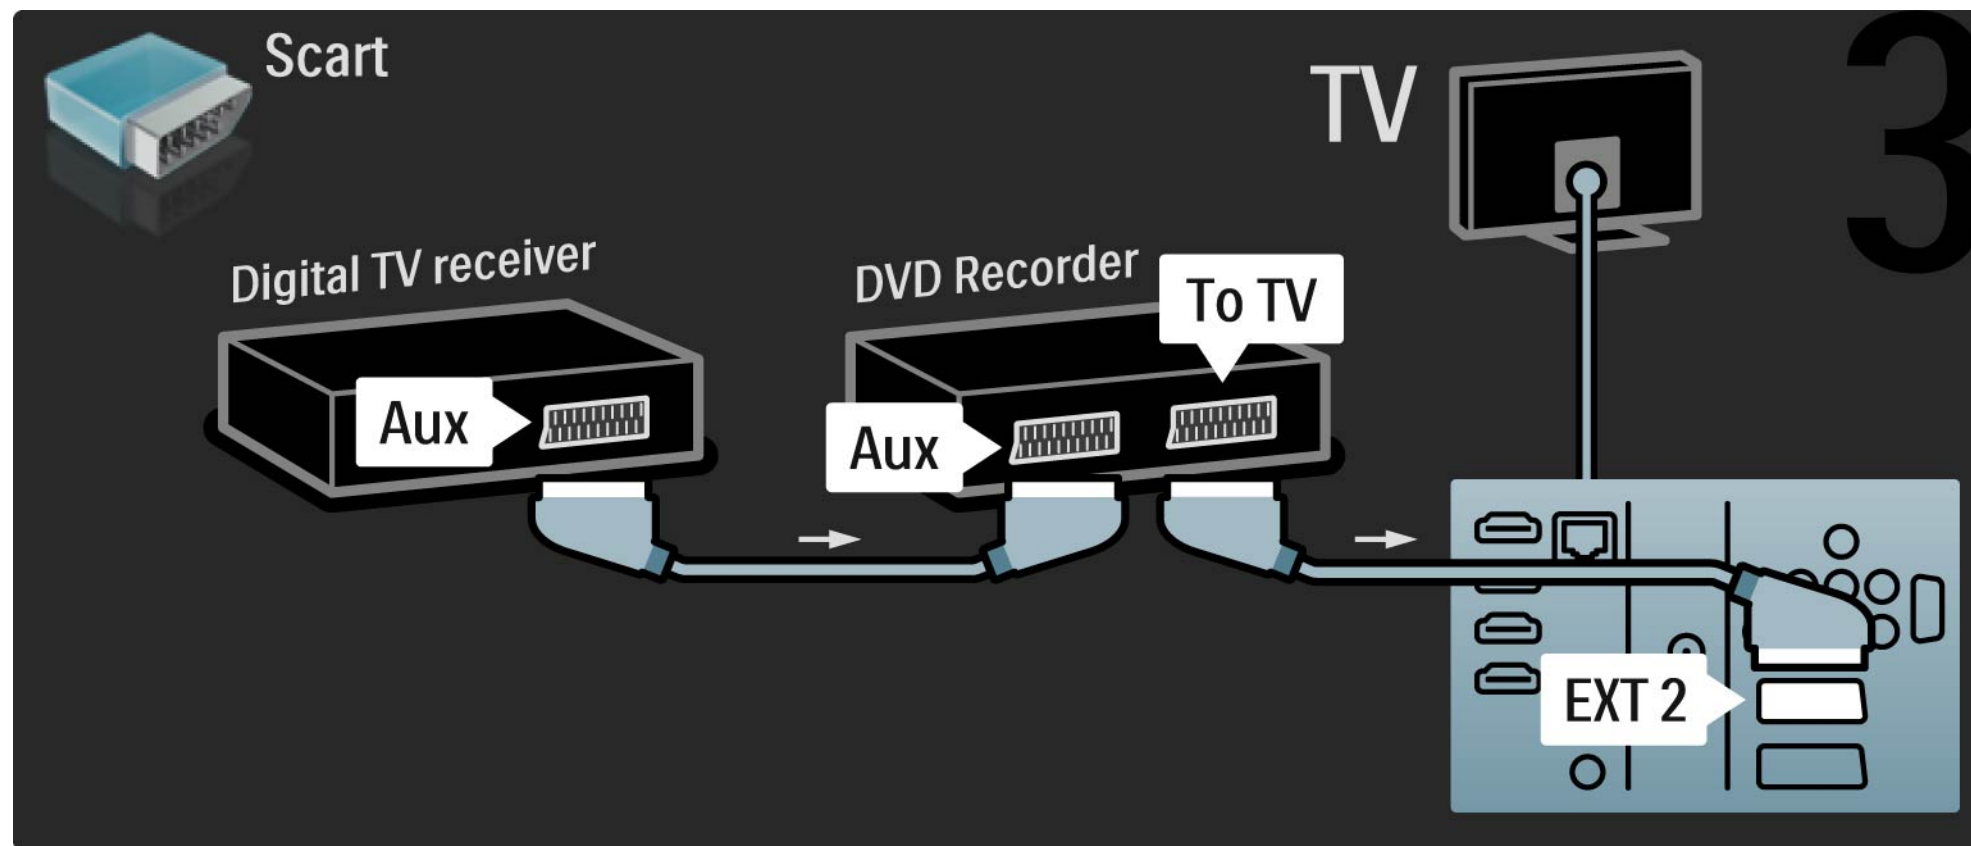 Scart
TV
3
Digital TV receiver
DVD Recorder
To TV
Aux
Aux
EXT 2